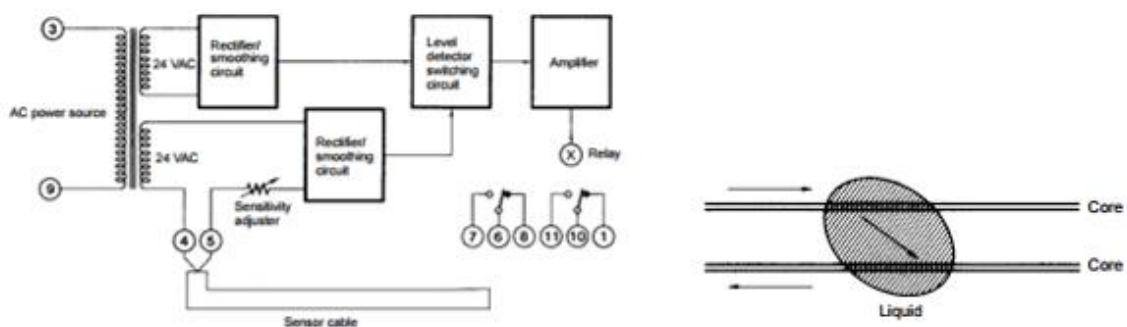 3
AC power source
9
24 VAC
24 VAC
Rectifier/
smoothing
circuit
Rectifier/
smoothing
circuit
Level
detector
switching
circuit
Amplifier
X
Relay
Sensitivity
adjuster
4
5
7
6
8
11
10
1
Sensor cable
Core
Core
Liquid